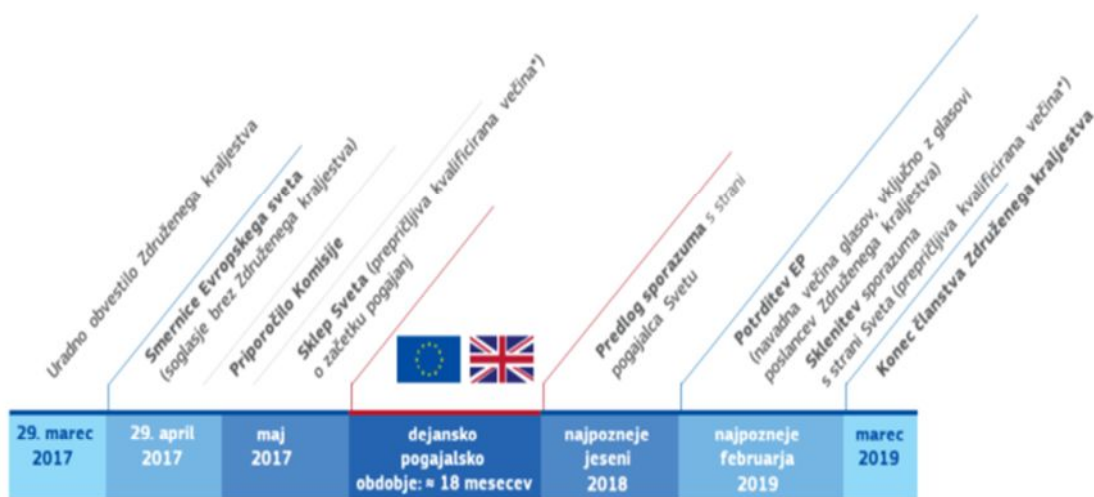 Uradno obvestilo Združenega kraljestva
Smernice Evropskega sveta
(soglasje brez Združenega kraljestva)
Priporočilo Komisije
Sklep Sveta (prepričljiva kvalificirana večina*)
o začetku pogajanj
Predlog sporazuma s strani
pogajalca Svetu
Potrditev EP
(navadna večina glasov, vključno z glasovi
poslancev Združenega kraljestva)
Sklenitev sporazuma
s strani Sveta (prepričljiva kvalificirana večina*)
Konec članstva Združenega kraljestva
29. marec
2017
29. april
2017
maj
2017
dejansko
pogajalsko
obdobje: ≈ 18 mesecev
najpozneje
jeseni
2018
najpozneje
februarja
2019
marec
2019